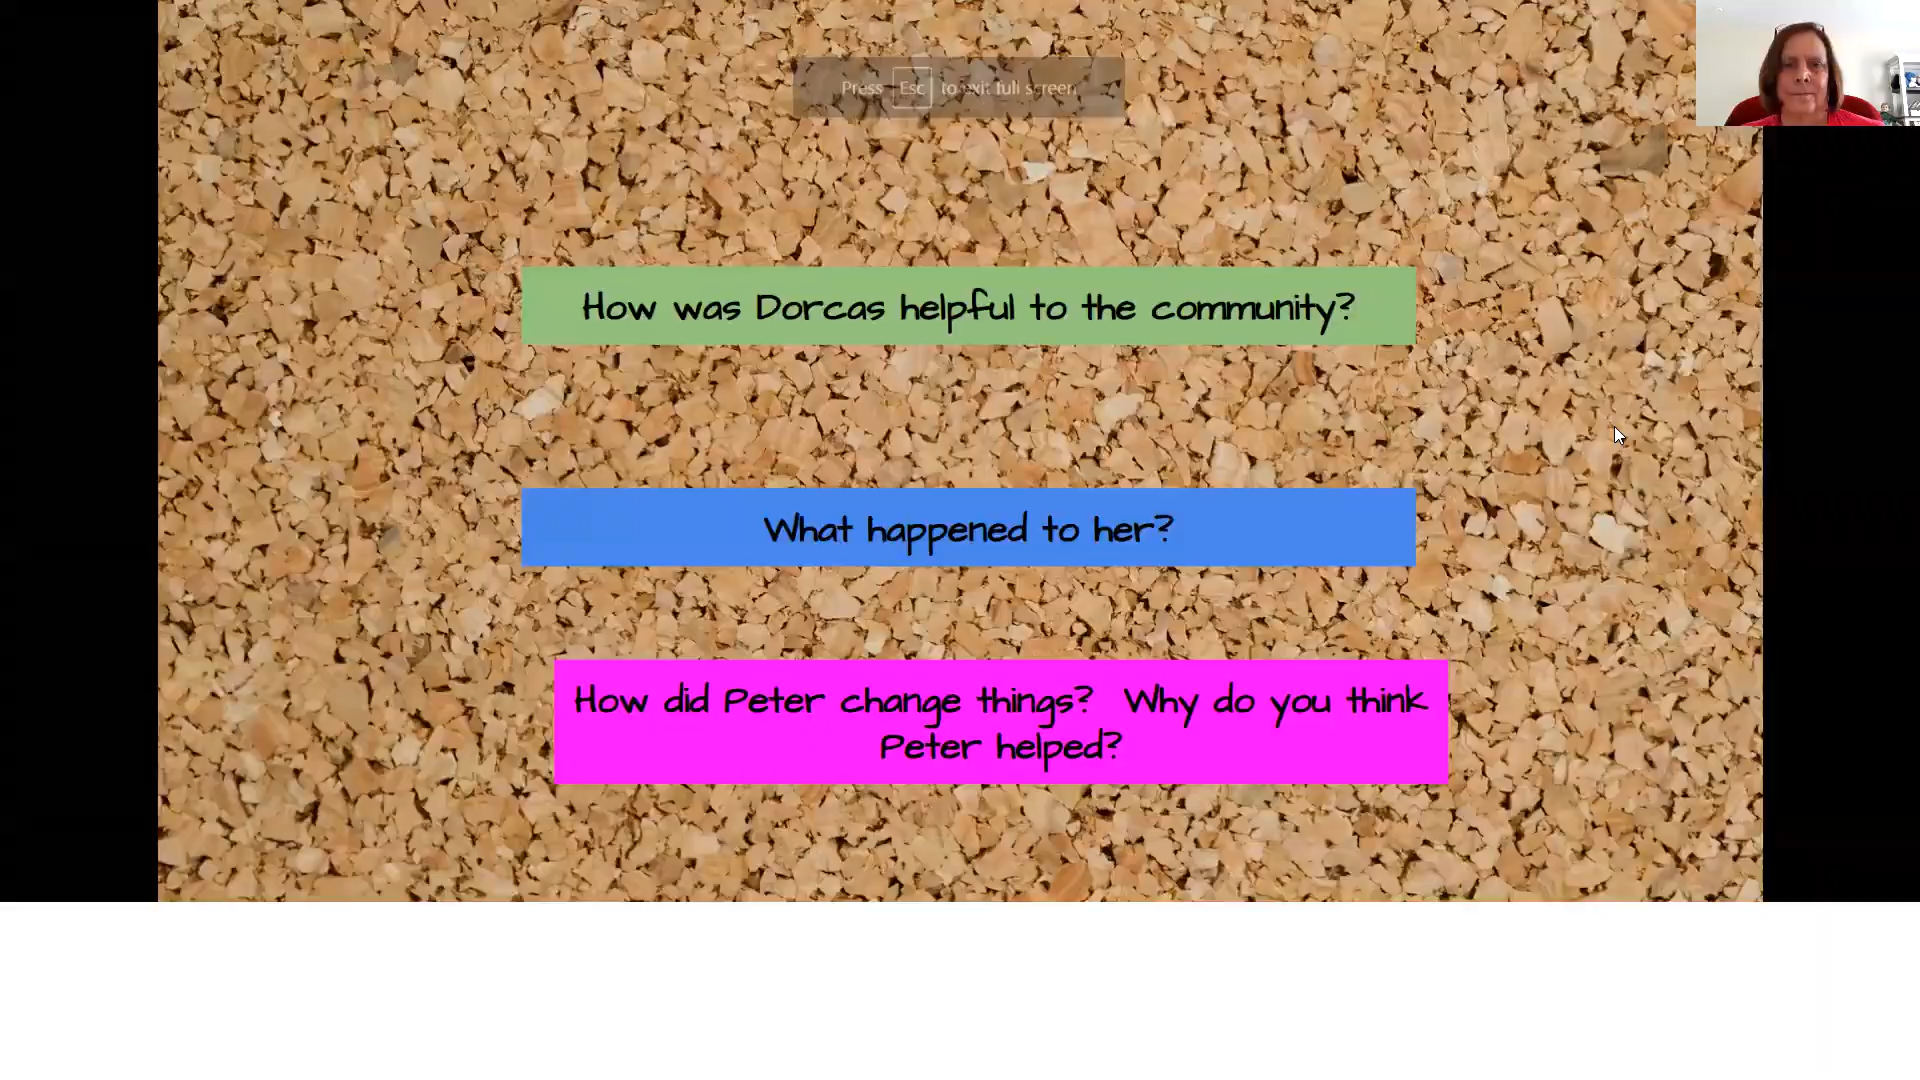 Press Esc to exit full screen
How was Dorcas helpful to the community?
What happened to her?
How did Peter change things? Why do you think
Peter helped?